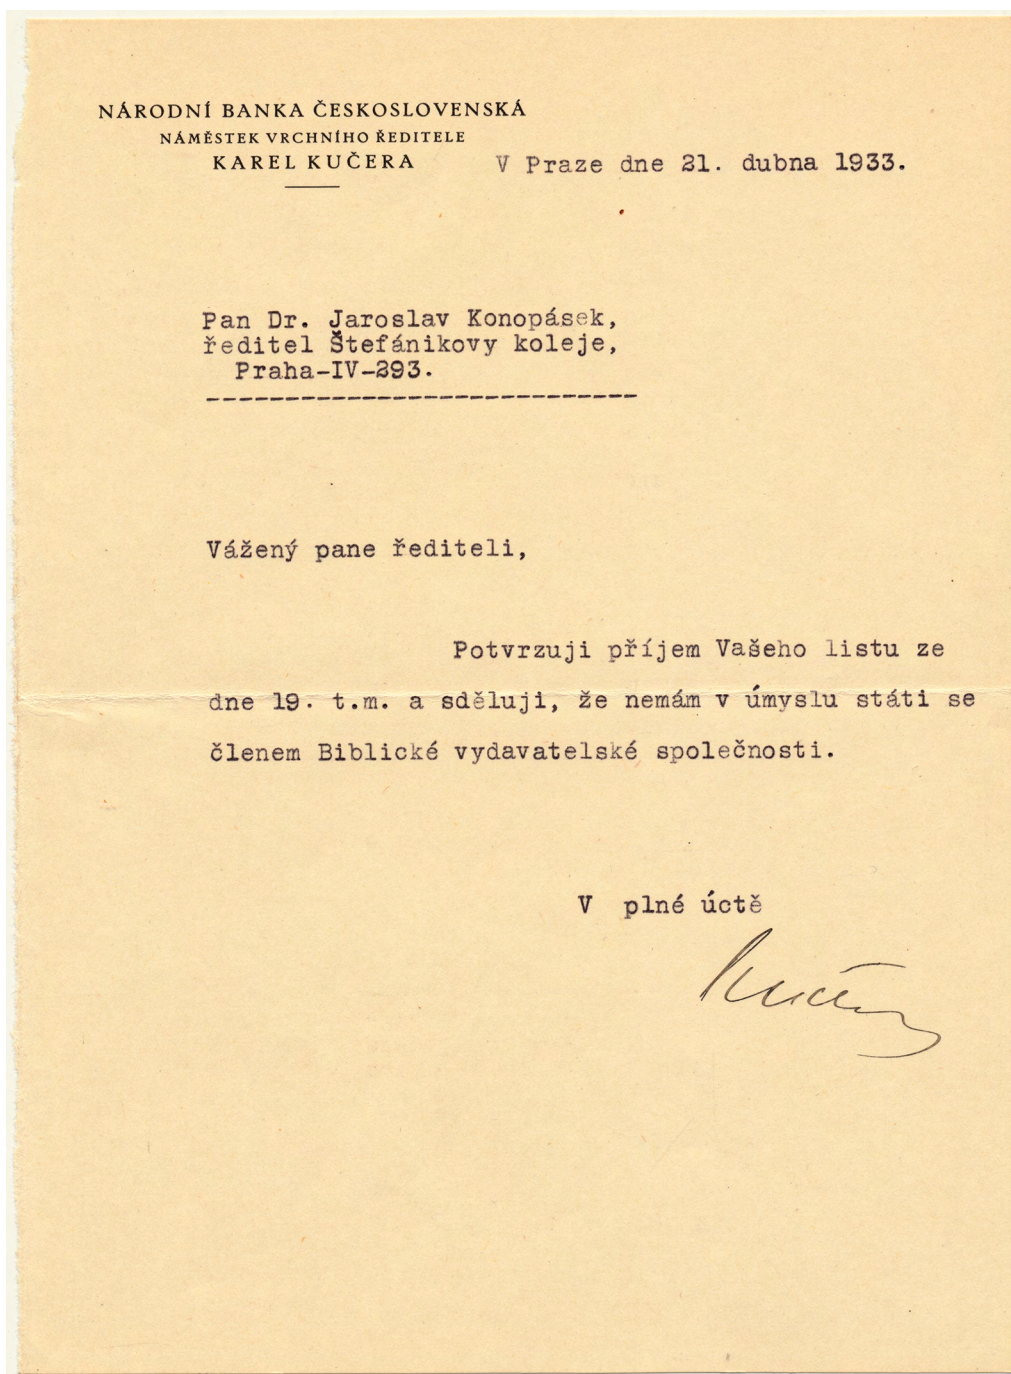 NÁRODNÍ BANKA ČESKOSLOVENSKÁ
NÁMĚSTEK VRCHNÍHO ŘEDITELE
KAREL KUČERA
V Praze dne 21. dubna 1933.
Pan Dr. Jaroslav Konopásek,
ředitel Štefánikovy koleje,
Praha-IV-293.
Vážený pane řediteli,
Potvrzuji příjem Vašeho listu ze
dne 19. t.m. a sděluji, že nemám v úmyslu státi se
členem Biblické vydavatelské společnosti.
V plné úctě
Kučera